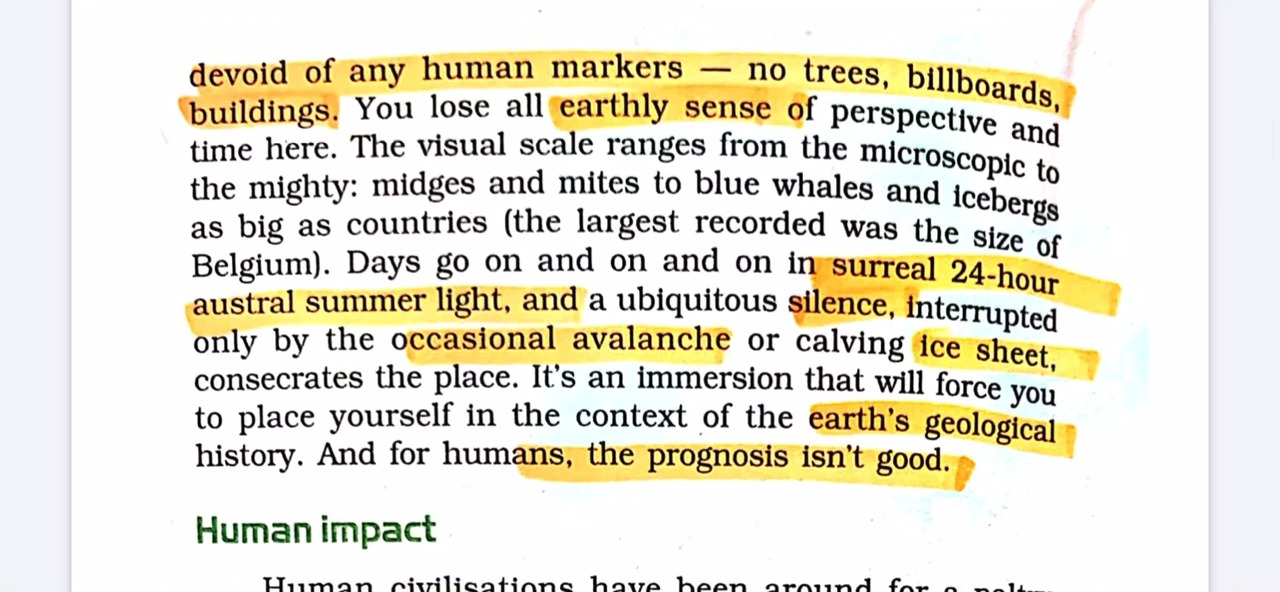 devoid of any human markers — no trees, billboards,
buildings. You lose all earthly sense of perspective and
time here. The visual scale ranges from the microscopic to
the mighty: midges and mites to blue whales and icebergs
as big as countries (the largest recorded was the size of
Belgium). Days go on and on and on in surreal 24-hour
austral summer light, and a ubiquitous silence, interrupted
only by the occasional avalanche or calving ice sheet,
consecrates the place. It's an immersion that will force you
to place yourself in the context of the earth's geological
history. And for humans, the prognosis isn't good.
Human impact
Human civilisations have been around for a